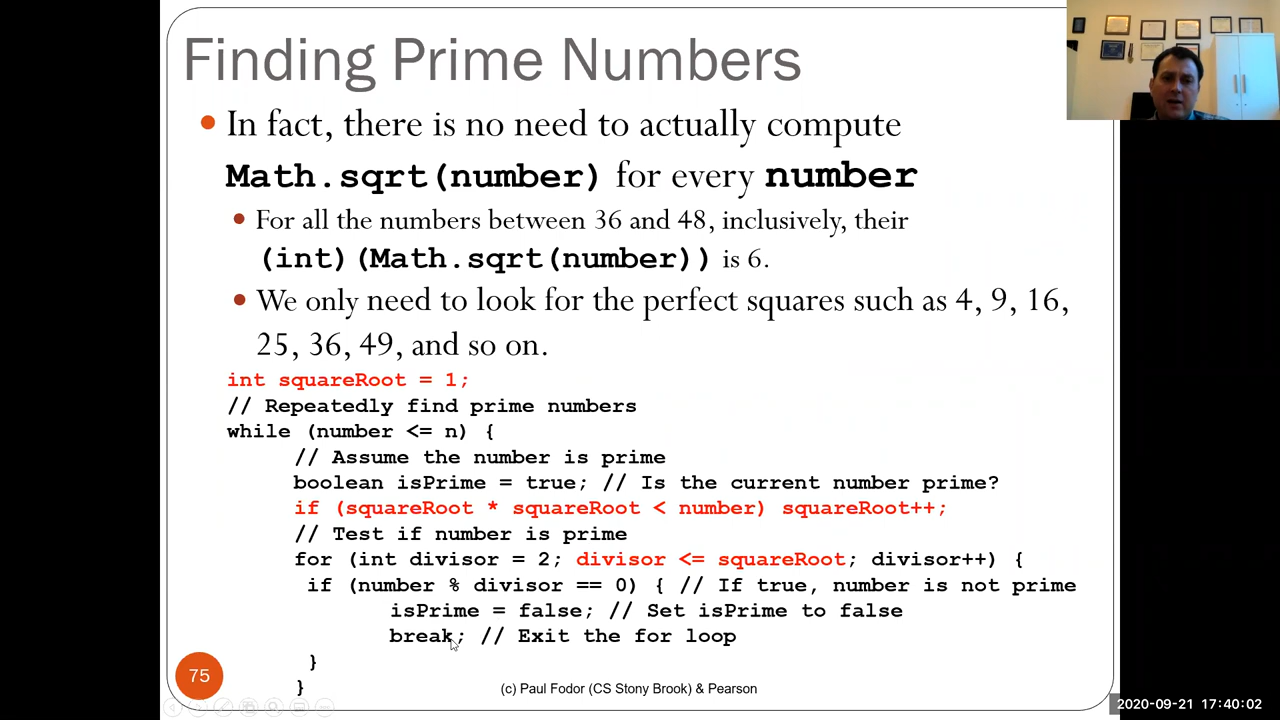 Finding Prime Numbers
In fact, there is no need to actually compute
Math.sqrt(number) for every number
For all the numbers between 36 and 48, inclusively, their
(int)(Math.sqrt(number)) is 6.
We only need to look for the perfect squares such as 4, 9, 16,
25, 36, 49, and so on.
int squareRoot = 1;
// Repeatedly find prime numbers
while (number <= n) {
// Assume the number is prime
boolean isPrime = true; // Is the current number prime?
if (squareRoot * squareRoot < number) squareRoot++;
// Test if number is prime
for (int divisor = 2; divisor <= squareRoot; divisor++) {
if (number % divisor == 0) { // If true, number is not prime
isPrime = false; // Set isPrime to false
break; // Exit the for loop
}
}
75
(c) Paul Fodor (CS Stony Brook) & Pearson
2020-09-21 17:40:02